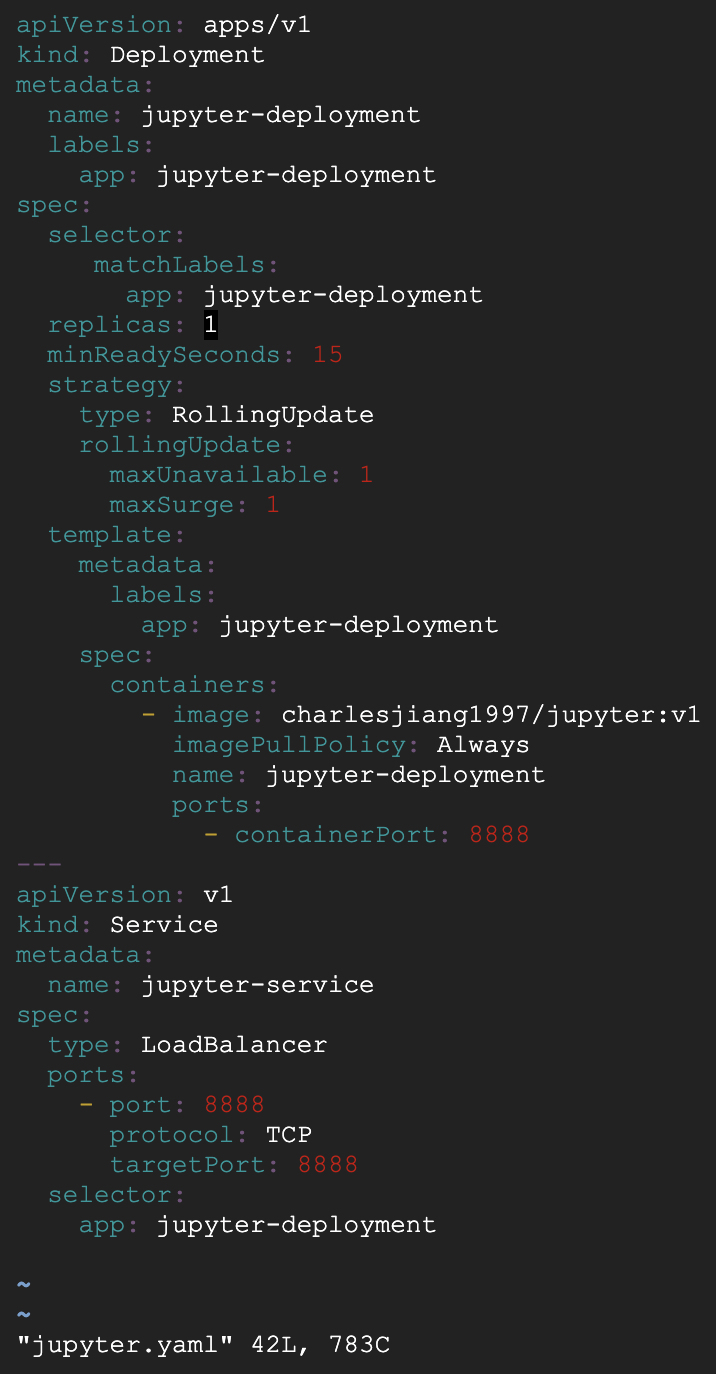 apiVersion: apps/v1
kind: Deployment
metadata:
  name: jupyter-deployment
  labels:
    app: jupyter-deployment
spec:
  selector:
     matchLabels:
       app: jupyter-deployment
  replicas: 1
  minReadySeconds: 15
  strategy:
    type: RollingUpdate
    rollingUpdate:
      maxUnavailable: 1
      maxSurge: 1
  template:
    metadata:
      labels:
        app: jupyter-deployment
    spec:
      containers:
        - image: charlesjiang1997/jupyter:v1
          imagePullPolicy: Always
          name: jupyter-deployment
          ports:
            - containerPort: 8888
---
apiVersion: v1
kind: Service
metadata:
  name: jupyter-service
spec:
  type: LoadBalancer
  ports:
    - port: 8888
      protocol: TCP
      targetPort: 8888
  selector:
    app: jupyter-deployment

~
~
"jupyter.yaml" 42L, 783C